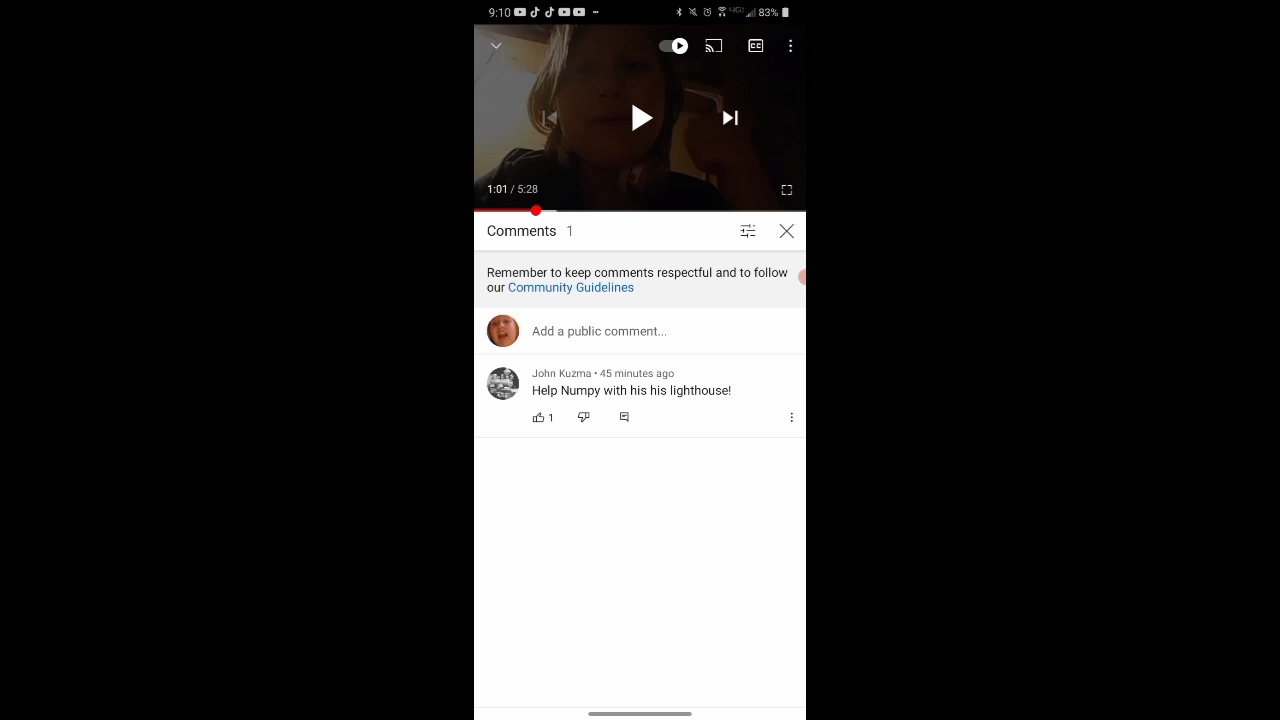 9:10 83%
CC
1:01 / 5:28
Comments 1
Remember to keep comments respectful and to follow
our Community Guidelines
Add a public comment...
John Kuzma • 45 minutes ago
Help Numpy with his his lighthouse!
1